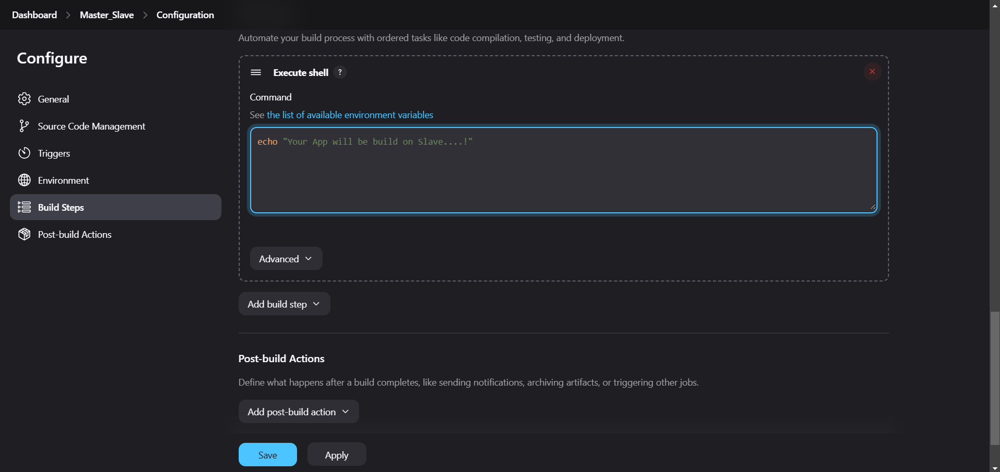 Dashboard > Master_Slave > Configuration
Automate your build process with ordered tasks like code compilation, testing, and deployment.
Configure
General
Source Code Management
Triggers
Environment
Build Steps
Post-build Actions
Execute shell ?
Command
See the list of available environment variables
echo "Your App will be build on Slave....!"
Advanced
Add build step
Post-build Actions
Define what happens after a build completes, like sending notifications, archiving artifacts, or triggering other jobs.
Add post-build action
Save Apply